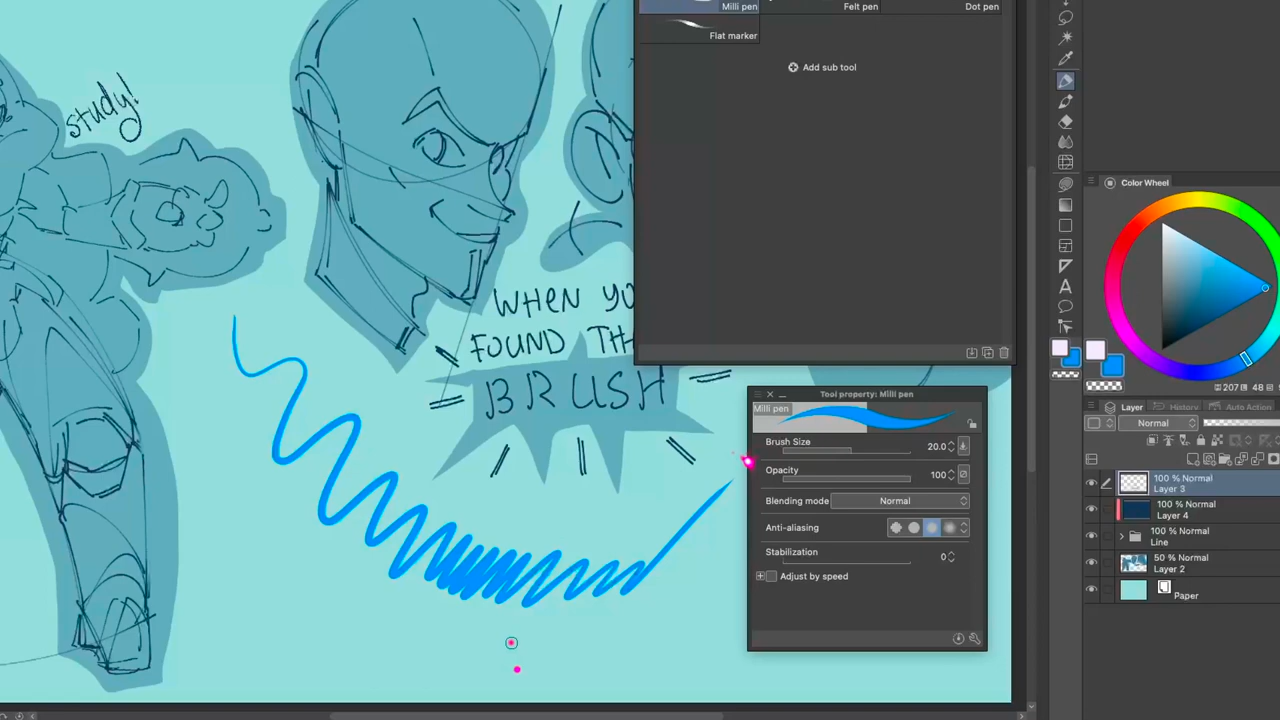 Milli pen
Felt pen
Dot pen
Flat marker
Add sub tool
study!
WHEN YO
FOUND TH
BRUSH
Color Wheel
207
48
Tool property: Milli pen
Milli pen
Brush Size
20.0
Opacity
100
Blending mode
Normal
Anti-aliasing
Stabilization
0
Adjust by speed
Layer
History
Auto Action
Normal
100 % Normal
Layer 3
100 % Normal
Layer 4
100 % Normal
Line
50 % Normal
Layer 2
Paper